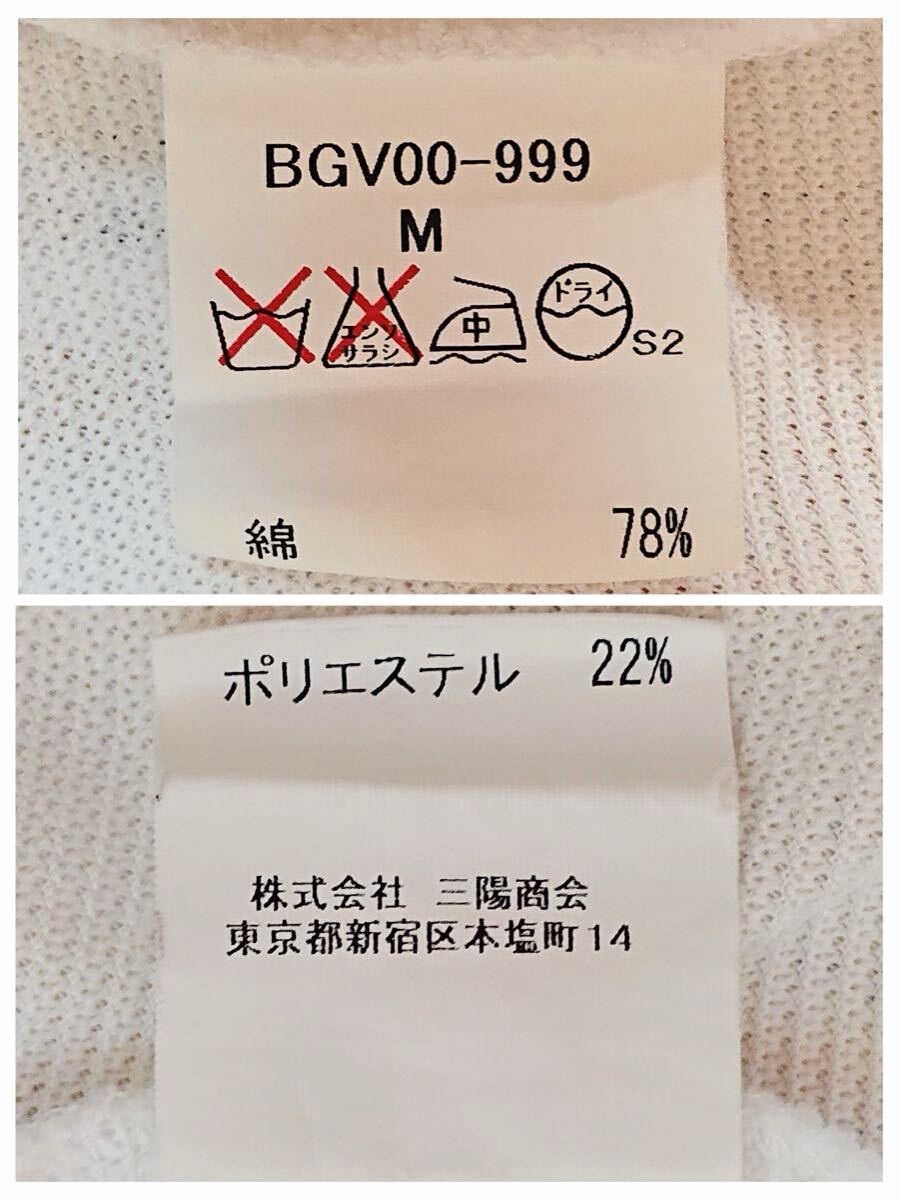 BGV00-999
M
エンソ
サラシ
中
ドライ
S2
綿 78%
ポリエステル 22%
株式会社 三陽商会
東京都新宿区本塩町14